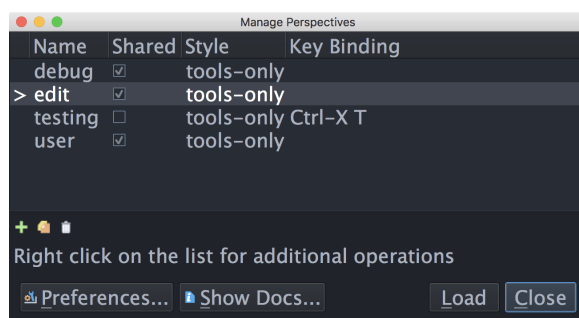 Manage Perspectives
Name Shared Style Key Binding
debug tools-only
> edit tools-only
testing tools-only Ctrl-X T
user tools-only
Right click on the list for additional operations
Preferences... Show Docs... Load Close